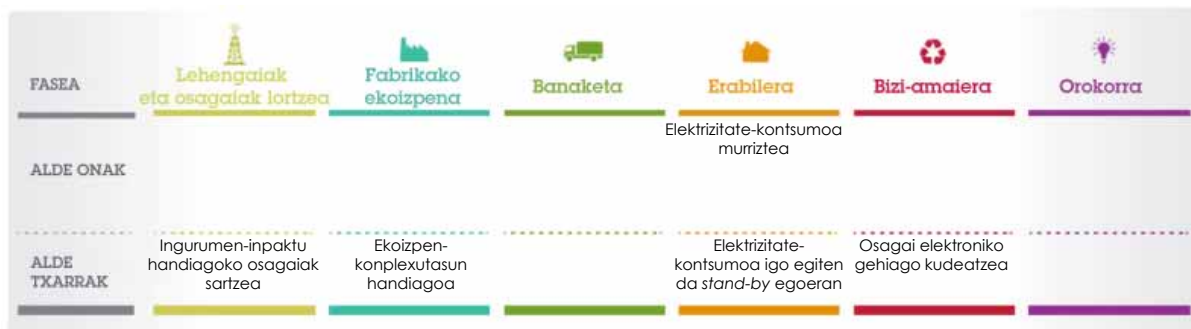 FASEA
Lehengaiak
eta osagaiak lortzea
Fabrikako
ekoizpena
Banaketa
Erabilera
Bizi-amaiera
Orokorra
ALDE ONAK
Elektrizitate-kontsumoa
murriztea
ALDE
TXARRAK
Ingurumen-inpaktu
handiagoko osagaiak
sartzea
Ekoizpen-
konplexutasun
handiagoa
Elektrizitate-
kontsumoa igo egiten
da stand-by egoeran
Osagai elektroniko
gehiago kudeatzea